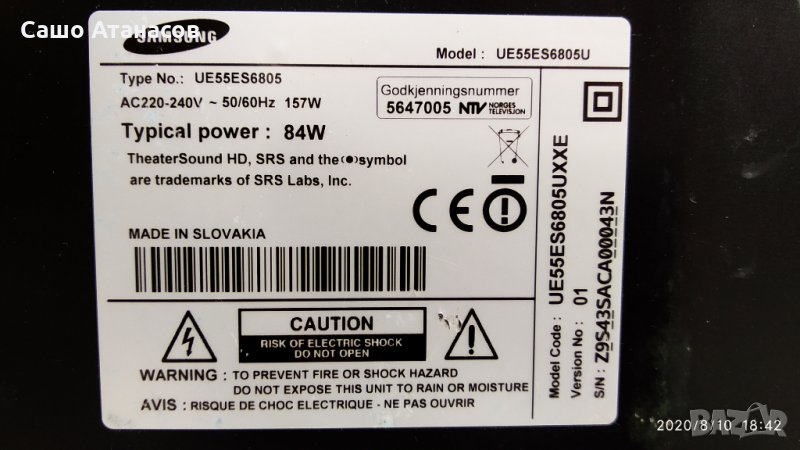 Сашо Атанасов
SAMSUNG
Model : UE55ES6805U
Type No.: UE55ES6805
AC220-240V ~ 50/60Hz 157W
Typical power : 84W
TheaterSound HD, SRS and the (●) symbol
are trademarks of SRS Labs, Inc.
Godkjenningsnummer
5647005 NTV NORGES TELEVISJON
MADE IN SLOVAKIA
CE
CAUTION
RISK OF ELECTRIC SHOCK
DO NOT OPEN
WARNING : TO PREVENT FIRE OR SHOCK HAZARD
DO NOT EXPOSE THIS UNIT TO RAIN OR MOISTURE
AVIS : RISQUE DE CHOC ELECTRIQUE - NE PAS OUVRIR
Model Code : UE55ES6805UXXE
Version No : 01
S/N : Z9S43SACA00043N
BAZAR
2020/8/10 18:42